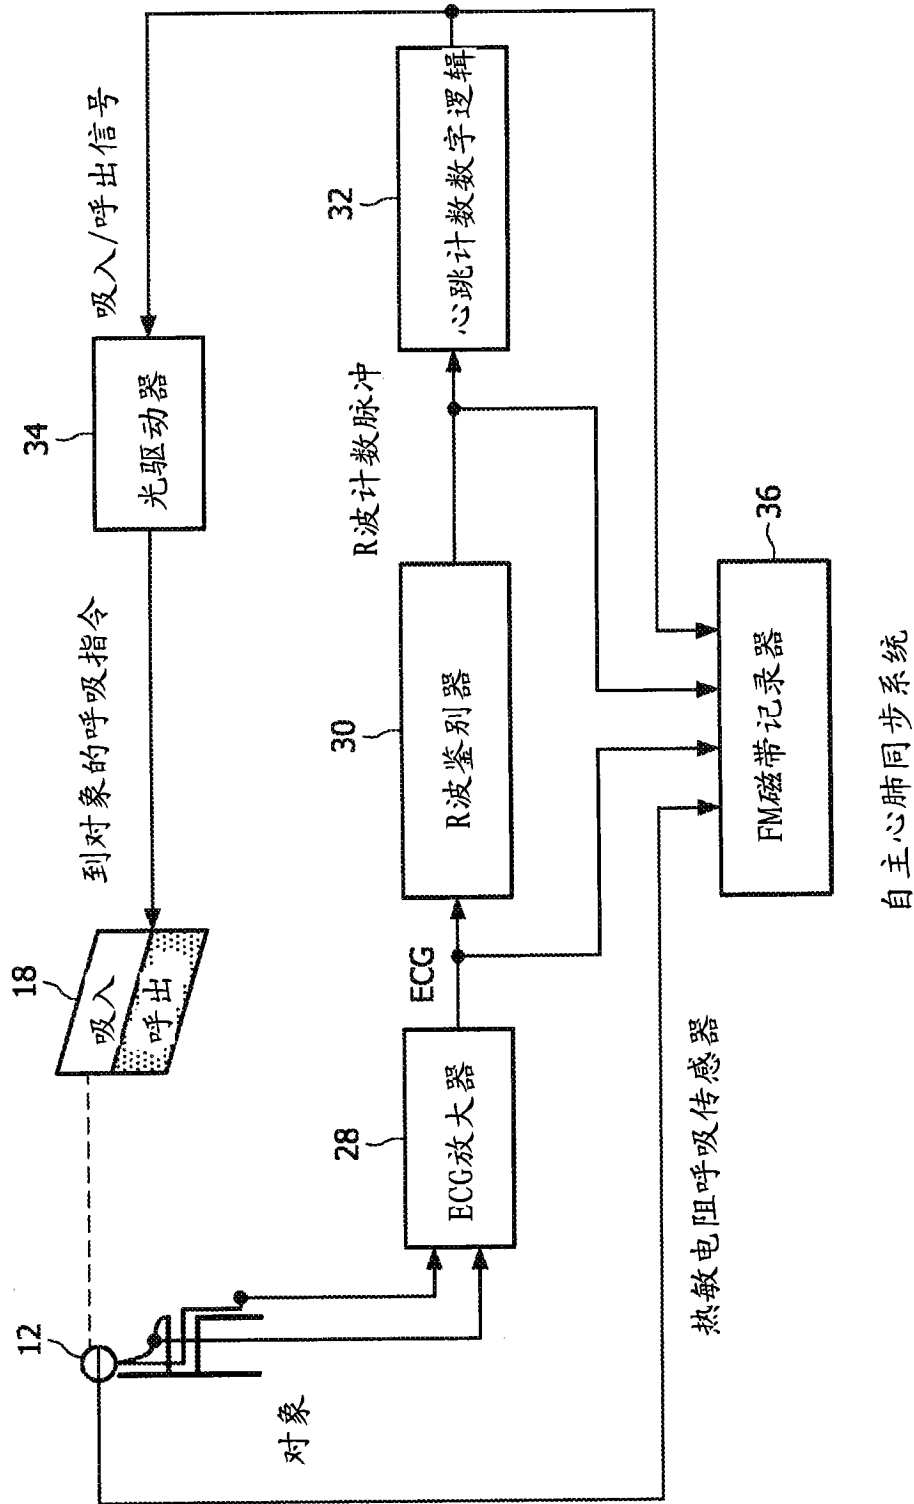 12
对象
18
吸入
呼出
到对象的呼吸指令
34
光驱动器
吸入/呼出信号
28
ECG放大器
ECG
30
R波鉴别器
R波计数脉冲
32
心跳计数数字逻辑
热敏电阻呼吸传感器
36
FM磁带记录器
自主心肺同步系统